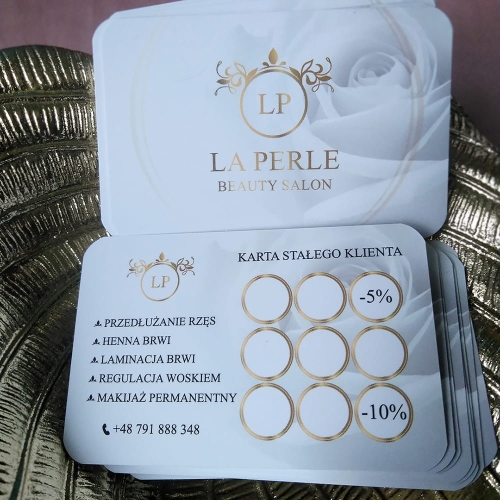 LP
LA PERLE
BEAUTY SALON
KARTA STAŁEGO KLIENTA
LP
-5%
PRZEDŁUŻANIE RZĘS
HENNA BRWI
LAMINACJA BRWI
REGULACJA WOSKIEM
MAKIJAŻ PERMANENTNY
-10%
+48 791 888 348